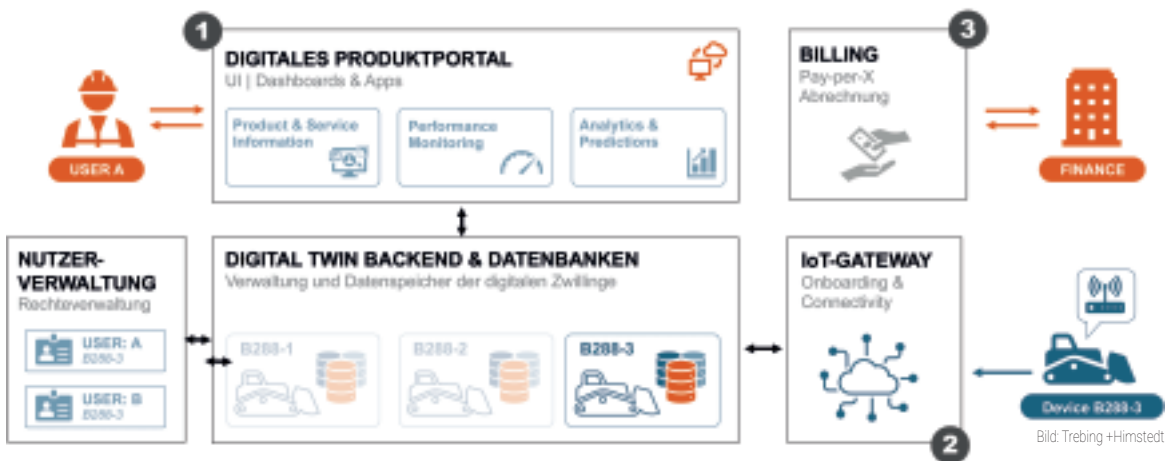 1
DIGITALES PRODUKTPORTAL
UI | Dashboards & Apps
Product & Service
Information
Performance
Monitoring
Analytics &
Predictions
USER A
3
BILLING
Pay-per-X
Abrechnung
FINANCE
NUTZER-
VERWALTUNG
Rechteverwaltung
USER: A
B288-3
USER: B
B288-3
DIGITAL TWIN BACKEND & DATENBANKEN
Verwaltung und Datenspeicher der digitalen Zwillinge
B288-1
B288-2
B288-3
IoT-GATEWAY
Onboarding &
Connectivity
2
Device B288-3
Bild: Trebing +Himstedt